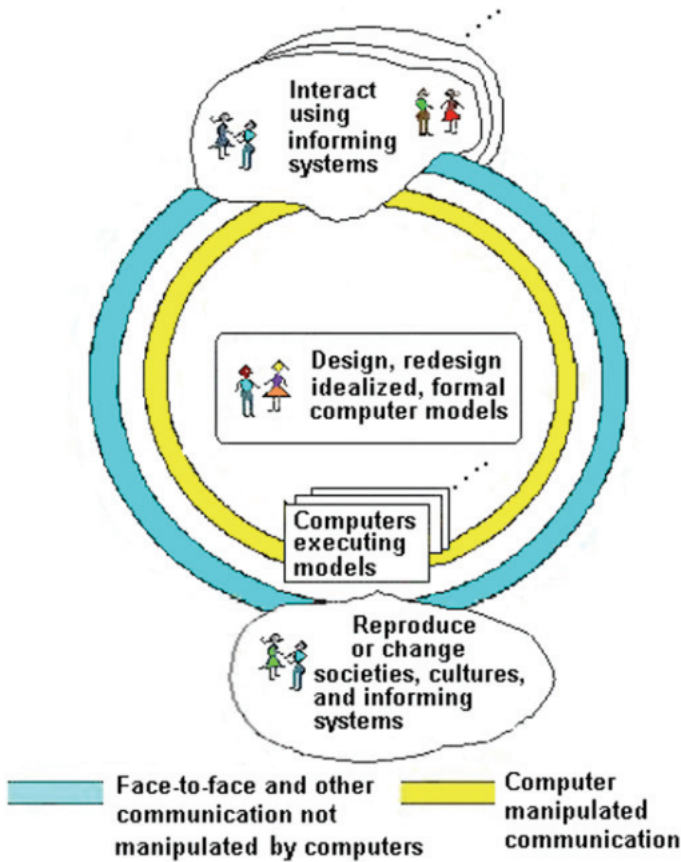 Interact
using
informing
systems
Design, redesign
idealized, formal
computer models
Computers
executing
models
Reproduce
or change
societies, cultures,
and informing
systems
Face-to-face and other
communication not
manipulated by computers
Computer
manipulated
communication